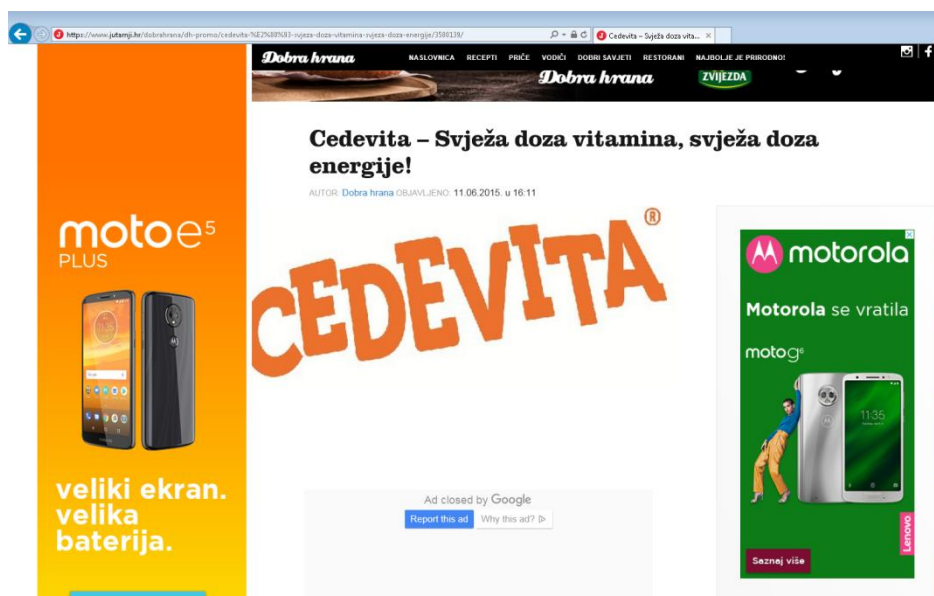 https://www.jutarnji.hr/dobrahrana/dh-promo/cedevita-%E2%80%93-svjeza-doza-vitamina-svjeza-doza-energije/3588139/
Cedevita – Svježa doza vita...
Dobra hrana
NASLOVNICA RECEPTI PRIČE VODIČI DOBRI SAVJETI RESTORANI NAJBOLJE JE PRIRODNO!
Dobra hrana
ZVIJEZDA
Cedevita – Svježa doza vitamina, svježa doza
energije!
AUTOR: Dobra hrana OBJAVLJENO: 11.06.2015. u 16:11
CEDEVITA®
moto e5
PLUS
veliki ekran.
velika
baterija.
motorola
Motorola se vratila
moto g6
11:35
Lenovo
Saznaj više
Ad closed by Google
Report this ad
Why this ad?